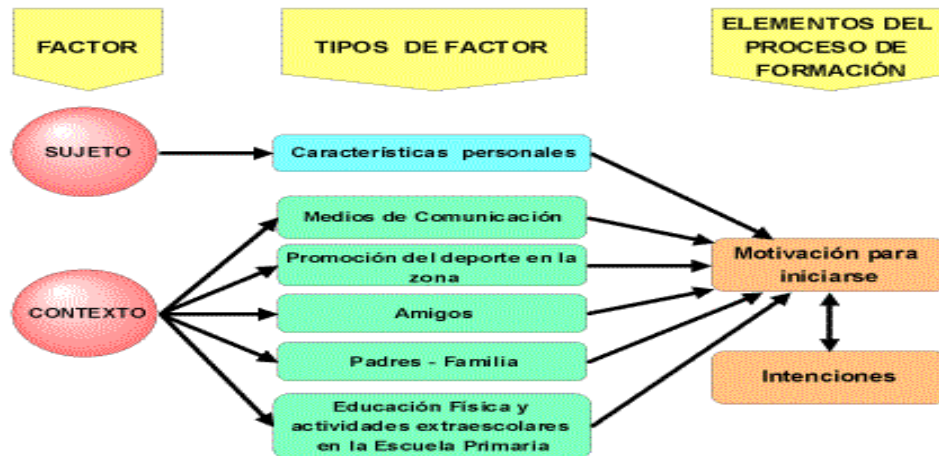 FACTOR
TIPOS DE FACTOR
ELEMENTOS DEL
PROCESO DE
FORMACIÓN
SUJETO
Características personales
Medios de Comunicación
Promoción del deporte en la
zona
Motivación para
iniciarse
CONTEXTO
Amigos
Padres - Familia
Intenciones
Educación Física y
actividades extraescolares
en la Escuela Primaria